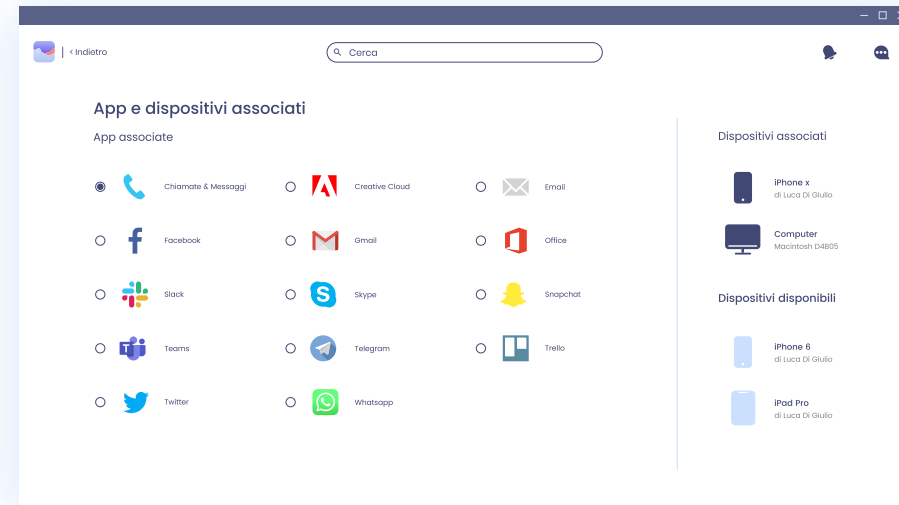 < Indietro
Cerca
App e dispositivi associati
App associate
Chiamate & Messaggi
Creative Cloud
Email
Facebook
Gmail
Office
Slack
Skype
Snapchat
Teams
Telegram
Trello
Twitter
Whatsapp
Dispositivi associati
iPhone x
di Luca Di Giulio
Computer
Macintosh D4B05
Dispositivi disponibili
iPhone 6
di Luca Di Giulio
iPad Pro
di Luca Di Giulio